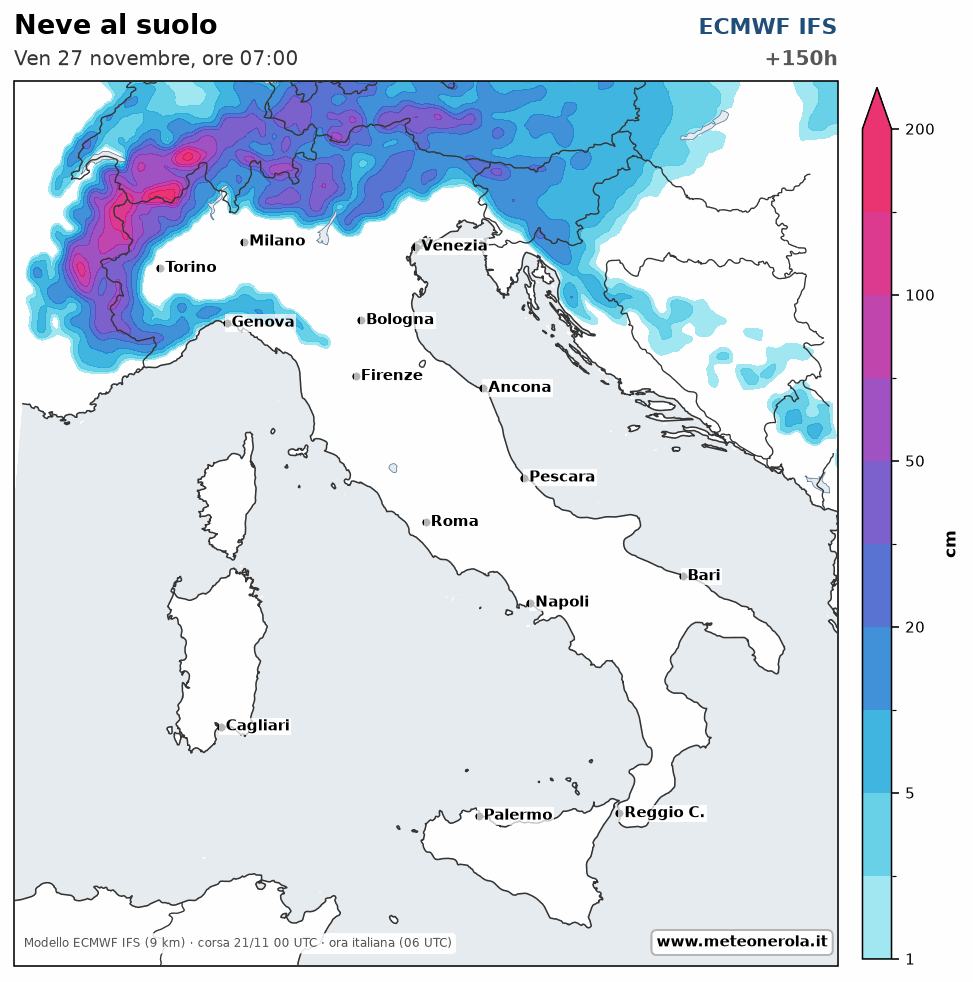 Neve al suolo
ECMWF IFS
Ven 27 novembre, ore 07:00
+150h
Milano
Venezia
Torino
Genova
Bologna
Firenze
Ancona
Pescara
Roma
Bari
Napoli
Cagliari
Palermo
Reggio C.
200
100
50
20
5
1
cm
Modello ECMWF IFS (9 km) · corsa 21/11 00 UTC · ora italiana (06 UTC)
www.meteonerola.it